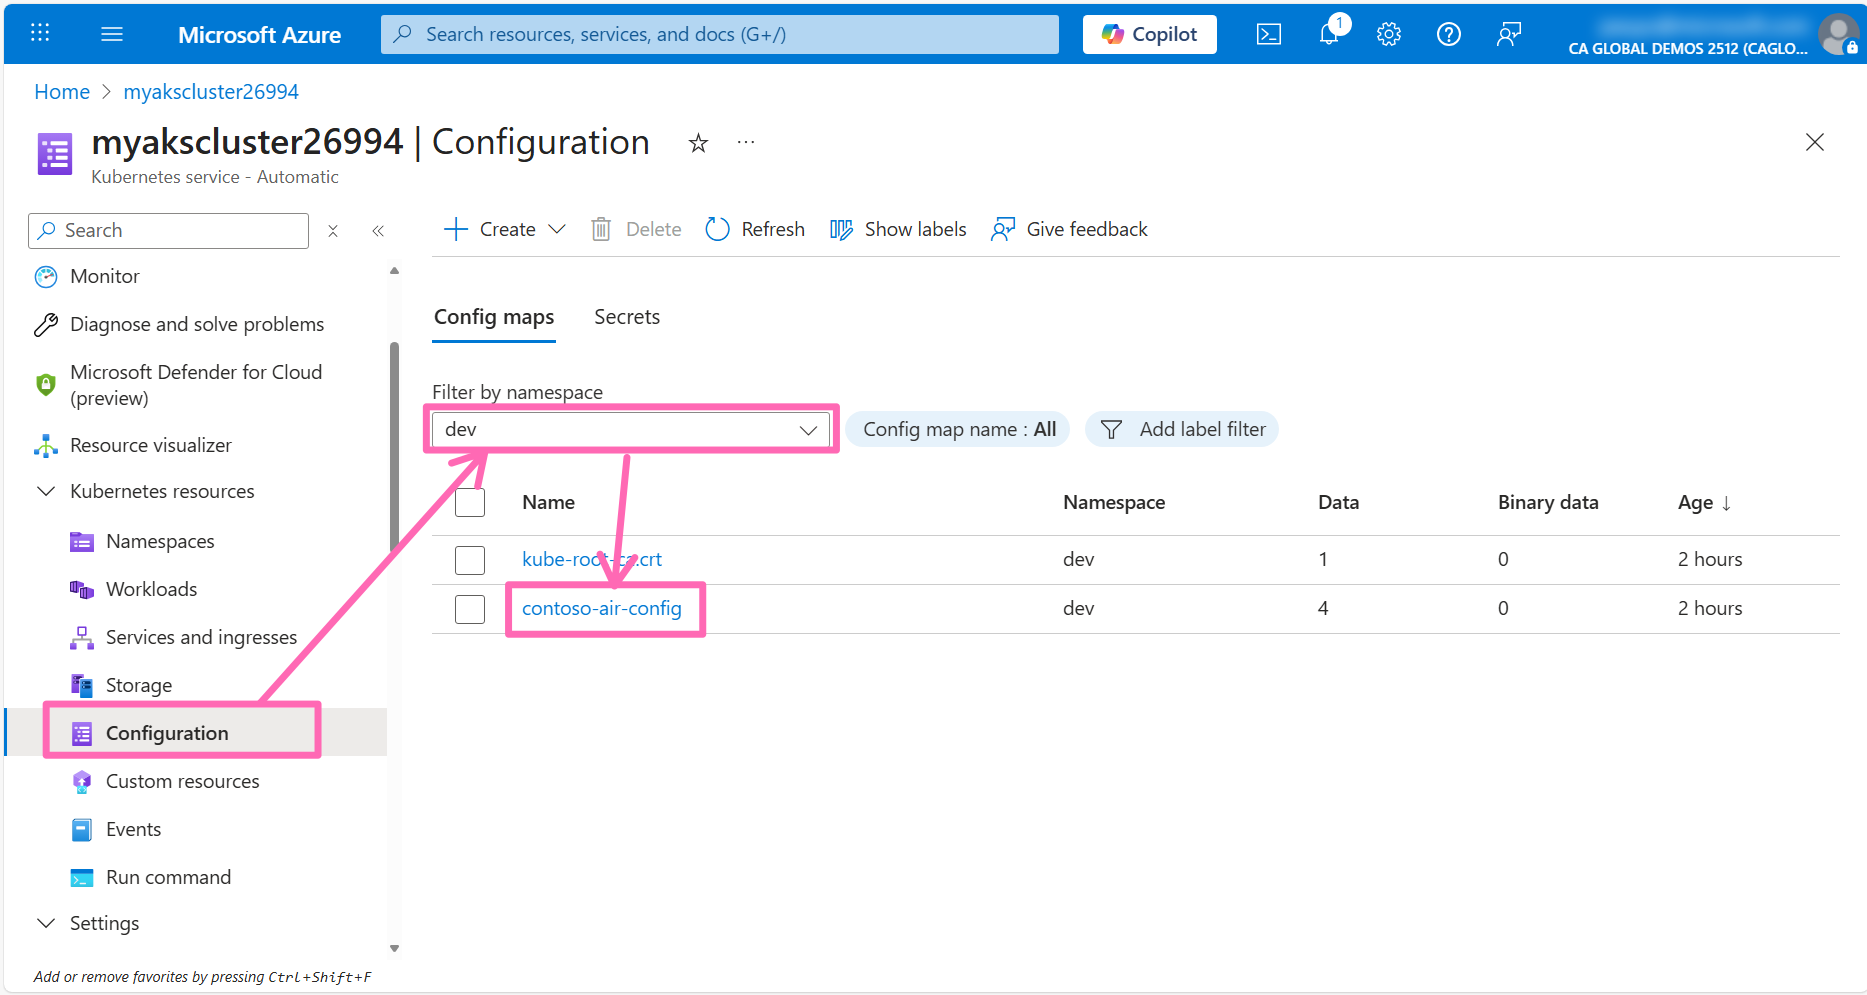 Microsoft Azure
Search resources, services, and docs (G+/)
Copilot
1
CA GLOBAL DEMOS 2512 (CAGLO...
Home > myakscluster26994
myakscluster26994 | Configuration
Kubernetes service - Automatic
Search
Create
Delete
Refresh
Show labels
Give feedback
Monitor
Diagnose and solve problems
Microsoft Defender for Cloud
(preview)
Resource visualizer
Kubernetes resources
Namespaces
Workloads
Services and ingresses
Storage
Configuration
Custom resources
Events
Run command
Settings
Add or remove favorites by pressing Ctrl+Shift+F
Config maps
Secrets
Filter by namespace
dev
Config map name : All
Add label filter
Name Namespace Data Binary data Age ↓
kube-root-ca.crt dev 1 0 2 hours
contoso-air-config dev 4 0 2 hours